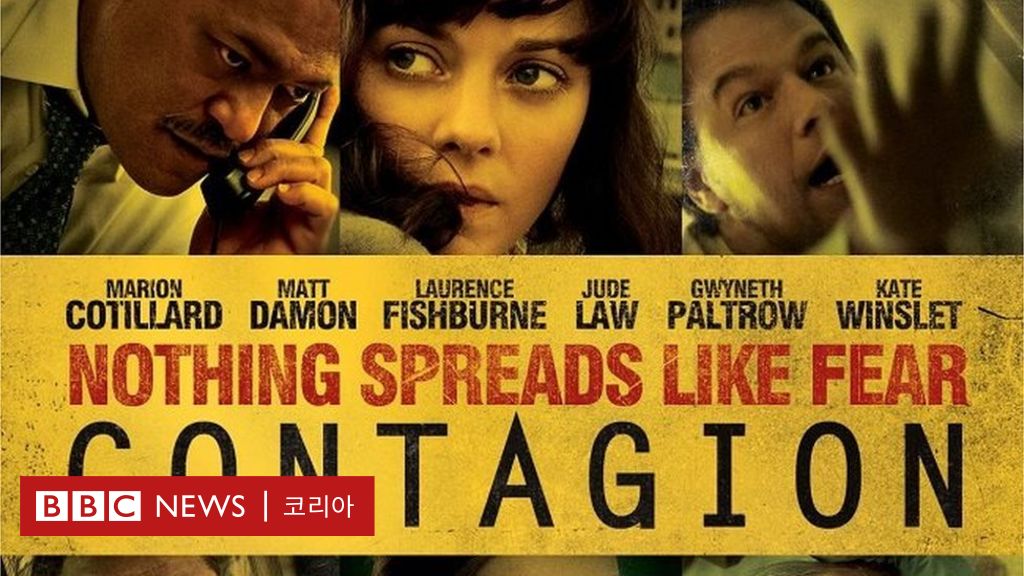 MARION MATT LAURENCE JUDE GWYNETH KATE
COTILLARD DAMON FISHBURNE LAW PALTROW WINSLET
NOTHING SPREADS LIKE FEAR
CONTAGION
BBC NEWS | 코리아